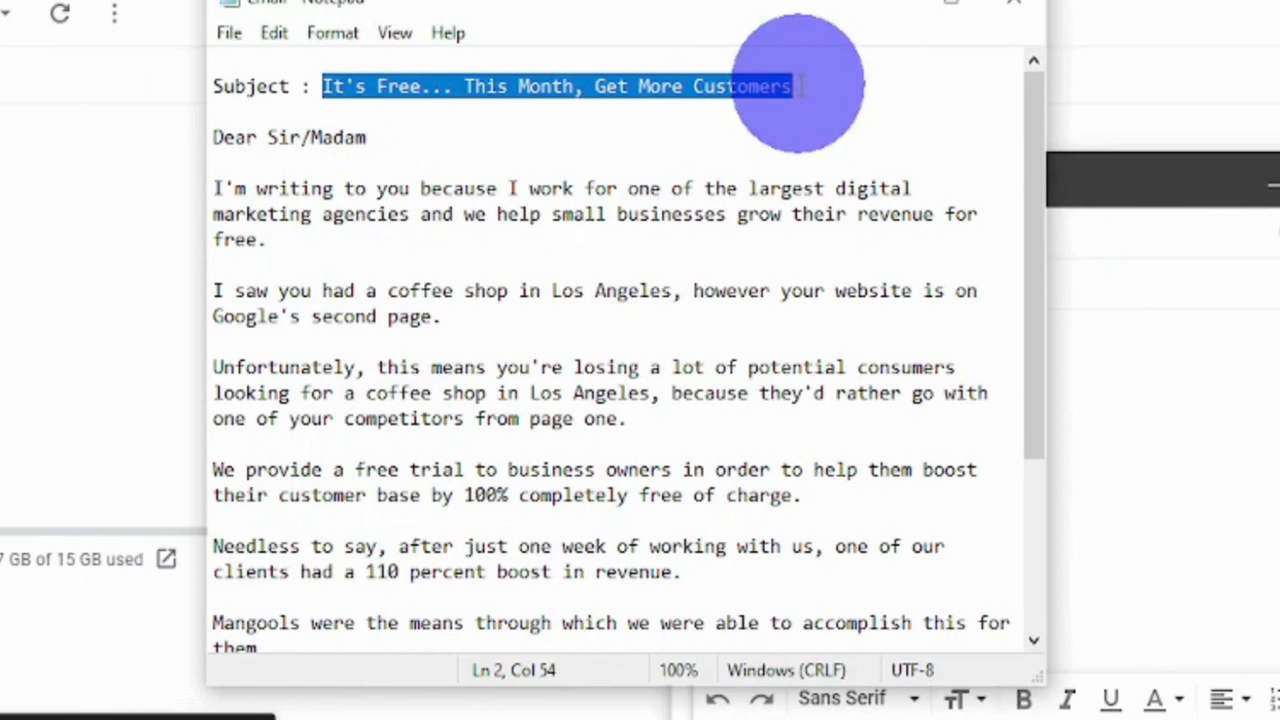 Email - Notepad
File Edit Format View Help
Subject : It's Free... This Month, Get More Customers
Dear Sir/Madam
I'm writing to you because I work for one of the largest digital
marketing agencies and we help small businesses grow their revenue for
free.
I saw you had a coffee shop in Los Angeles, however your website is on
Google's second page.
Unfortunately, this means you're losing a lot of potential consumers
looking for a coffee shop in Los Angeles, because they'd rather go with
one of your competitors from page one.
We provide a free trial to business owners in order to help them boost
their customer base by 100% completely free of charge.
7 GB of 15 GB used
Needless to say, after just one week of working with us, one of our
clients had a 110 percent boost in revenue.
Mangools were the means through which we were able to accomplish this for
them
Ln 2, Col 54 100% Windows (CRLF) UTF-8
Sans Serif